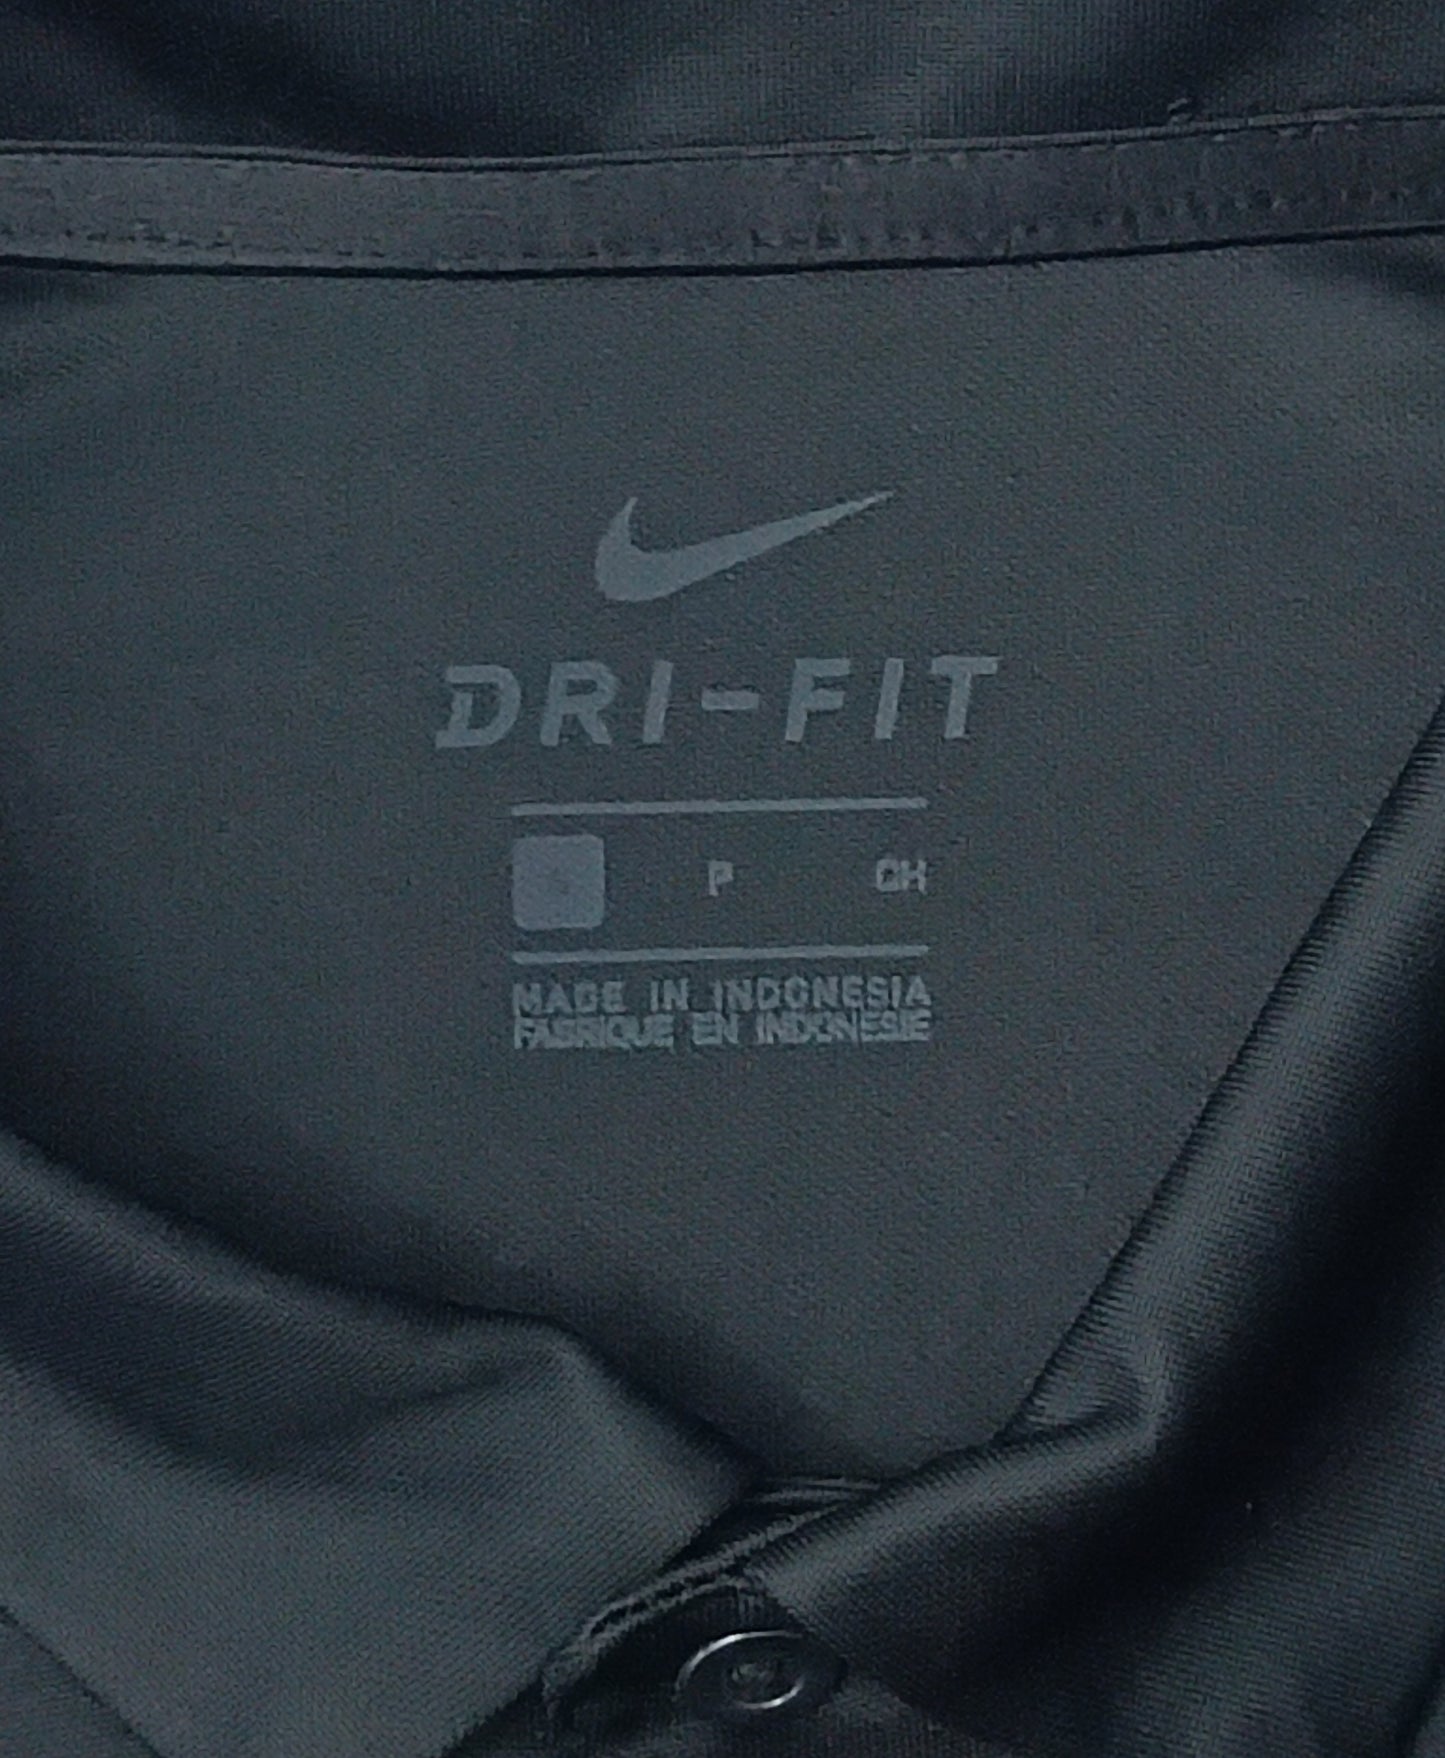 DRI-FIT
P CH
MADE IN INDONESIA
FABRIQUE EN INDONESIE